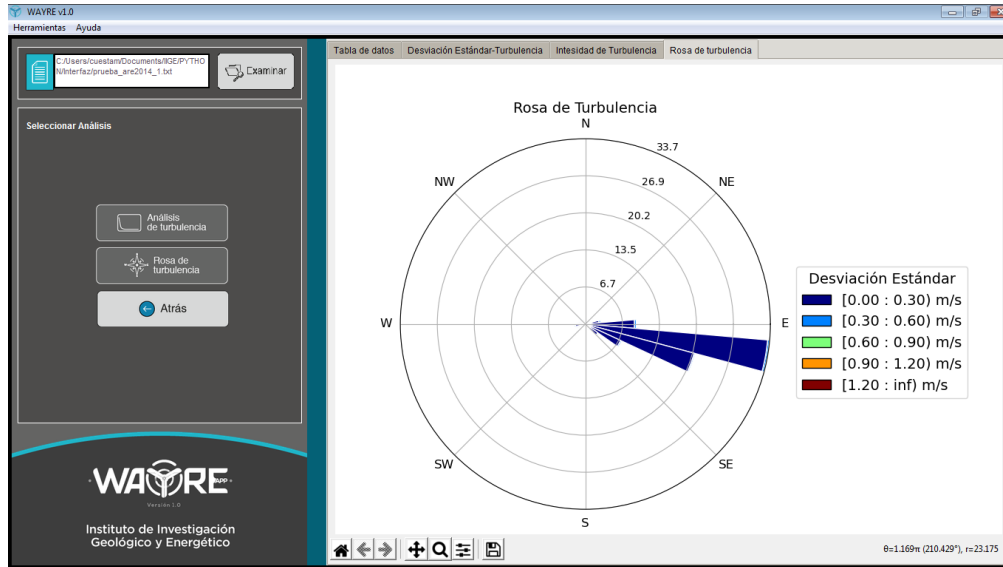 WAYRE v1.0
Herramientas Ayuda
C:/Users/cuestam/Documents/IIGE/PYTHO
N/Interfaz/prueba_are2014_1.txt
Examinar
Seleccionar Análisis
Análisis
de turbulencia
Rosa de
turbulencia
Atrás
WAYRE APP
Versión 1.0
Instituto de Investigación
Geológico y Energético
Tabla de datos Desviación Estándar-Turbulencia Intesidad de Turbulencia Rosa de turbulencia
Rosa de Turbulencia
N
33.7
NW
26.9
NE
20.2
13.5
6.7
W
E
SW
SE
S
Desviación Estándar
[0.00 : 0.30) m/s
[0.30 : 0.60) m/s
[0.60 : 0.90) m/s
[0.90 : 1.20) m/s
[1.20 : inf) m/s
θ=1.169π (210.429°), r=23.175